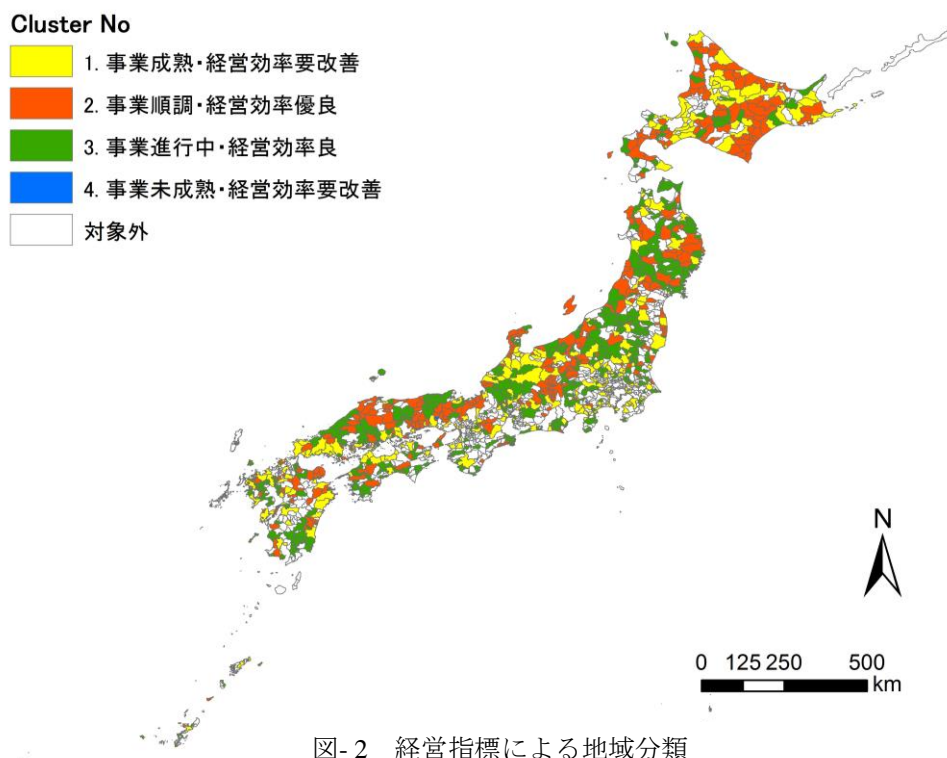 Cluster No
1. 事業成熟・経営効率要改善
2. 事業順調・経営効率優良
3. 事業進行中・経営効率良
4. 事業未成熟・経営効率要改善
対象外
N
0 125 250 500
km
図-2 経営指標による地域分類